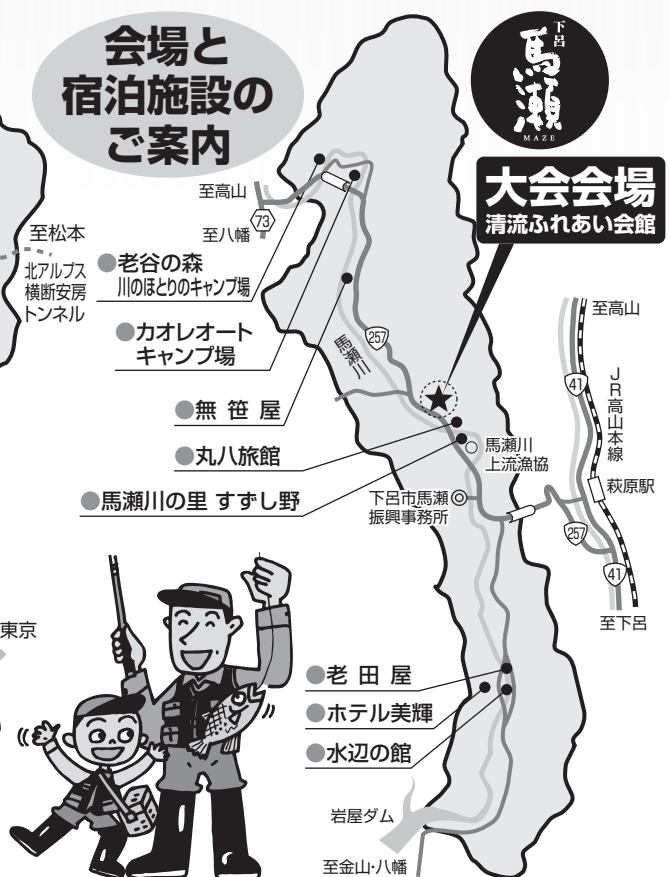 会場と
宿泊施設の
ご案内
下呂
馬瀬
MAZE
大会会場
清流ふれあい会館
至高山
73
至八幡
至松本
北アルプス
横断安房
トンネル
●老谷の森
川のほとりのキャンプ場
●カオレオート
キャンプ場
257
馬瀬川
●無笹屋
●丸八旅館
●馬瀬川の里 すずし野
馬瀬川
上流漁協
下呂市馬瀬
振興事務所
至高山
41
JR高山本線
萩原駅
257
41
至下呂
東京
●老田屋
●ホテル美輝
●水辺の館
岩屋ダム
至金山・八幡